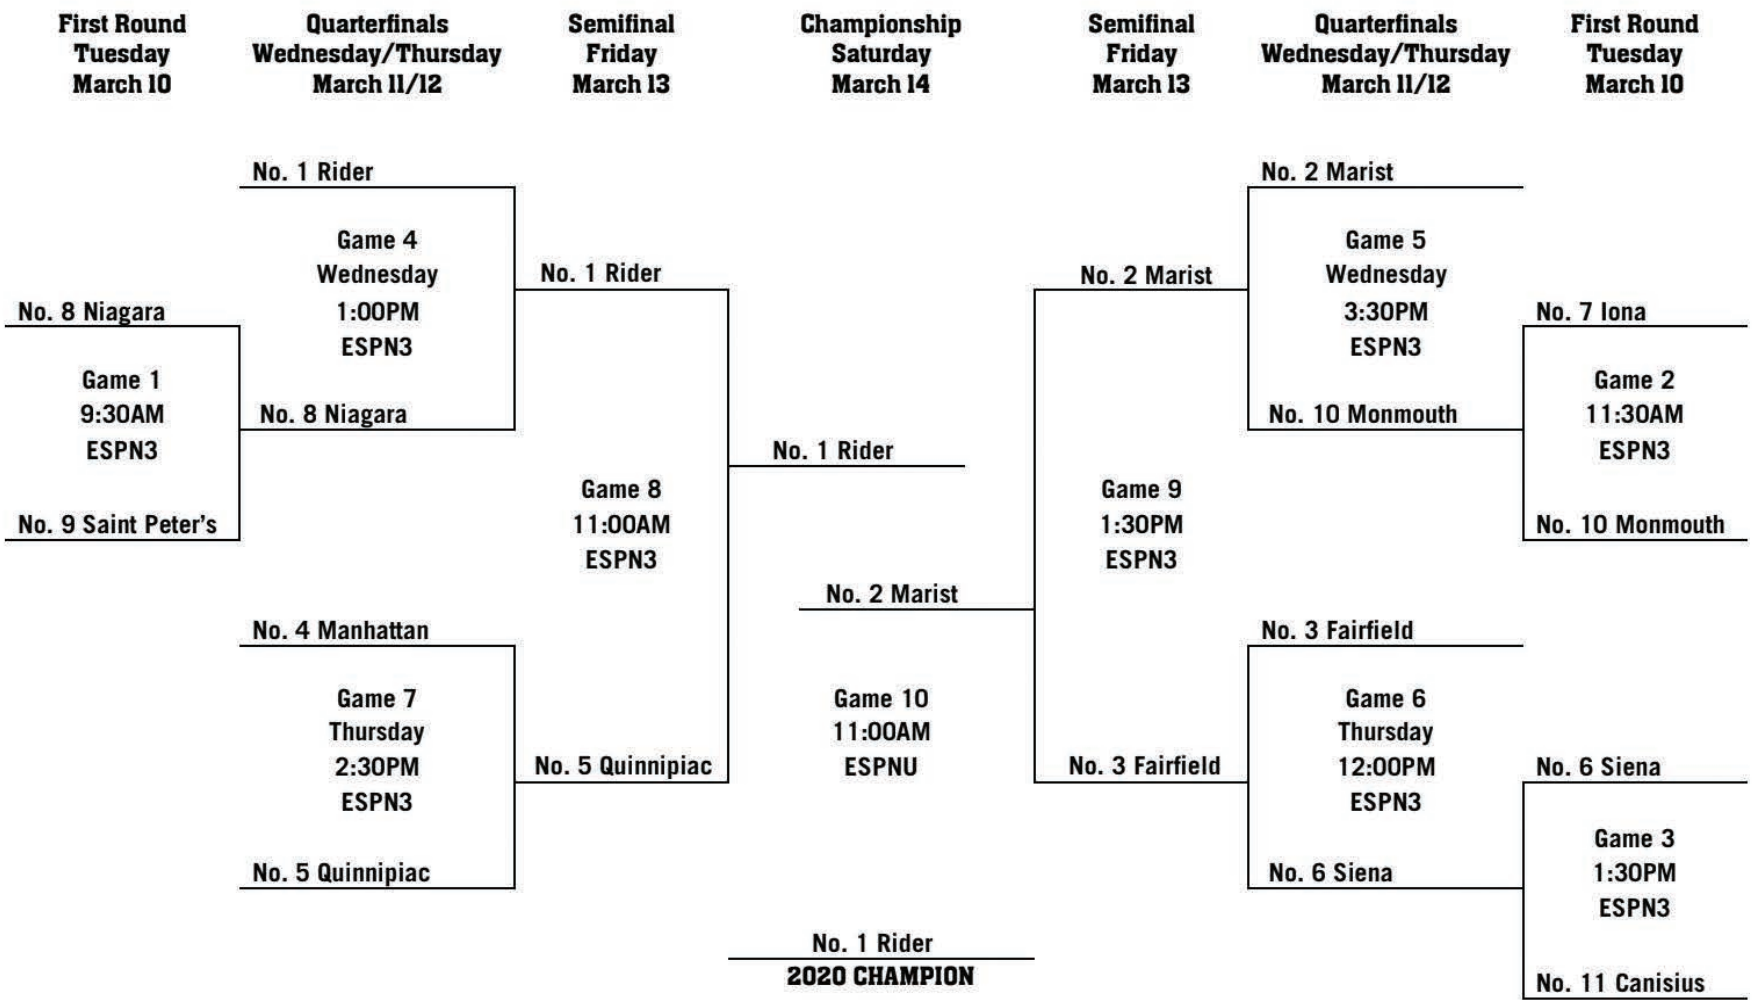 First Round
Tuesday
March 10
Quarterfinals
Wednesday/Thursday
March 11/12
Semifinal
Friday
March 13
Championship
Saturday
March 14
Semifinal
Friday
March 13
Quarterfinals
Wednesday/Thursday
March 11/12
First Round
Tuesday
March 10
No. 8 Niagara
Game 1
9:30AM
ESPN3
No. 9 Saint Peter's
No. 1 Rider
Game 4
Wednesday
1:00PM
ESPN3
No. 8 Niagara
No. 4 Manhattan
Game 7
Thursday
2:30PM
ESPN3
No. 5 Quinnipiac
No. 1 Rider
Game 8
11:00AM
ESPN3
No. 5 Quinnipiac
No. 1 Rider
No. 2 Marist
Game 10
11:00AM
ESPNU
No. 1 Rider
2020 CHAMPION
No. 2 Marist
Game 9
1:30PM
ESPN3
No. 3 Fairfield
No. 2 Marist
Game 5
Wednesday
3:30PM
ESPN3
No. 10 Monmouth
No. 3 Fairfield
Game 6
Thursday
12:00PM
ESPN3
No. 6 Siena
No. 7 Iona
Game 2
11:30AM
ESPN3
No. 10 Monmouth
No. 6 Siena
Game 3
1:30PM
ESPN3
No. 11 Canisius